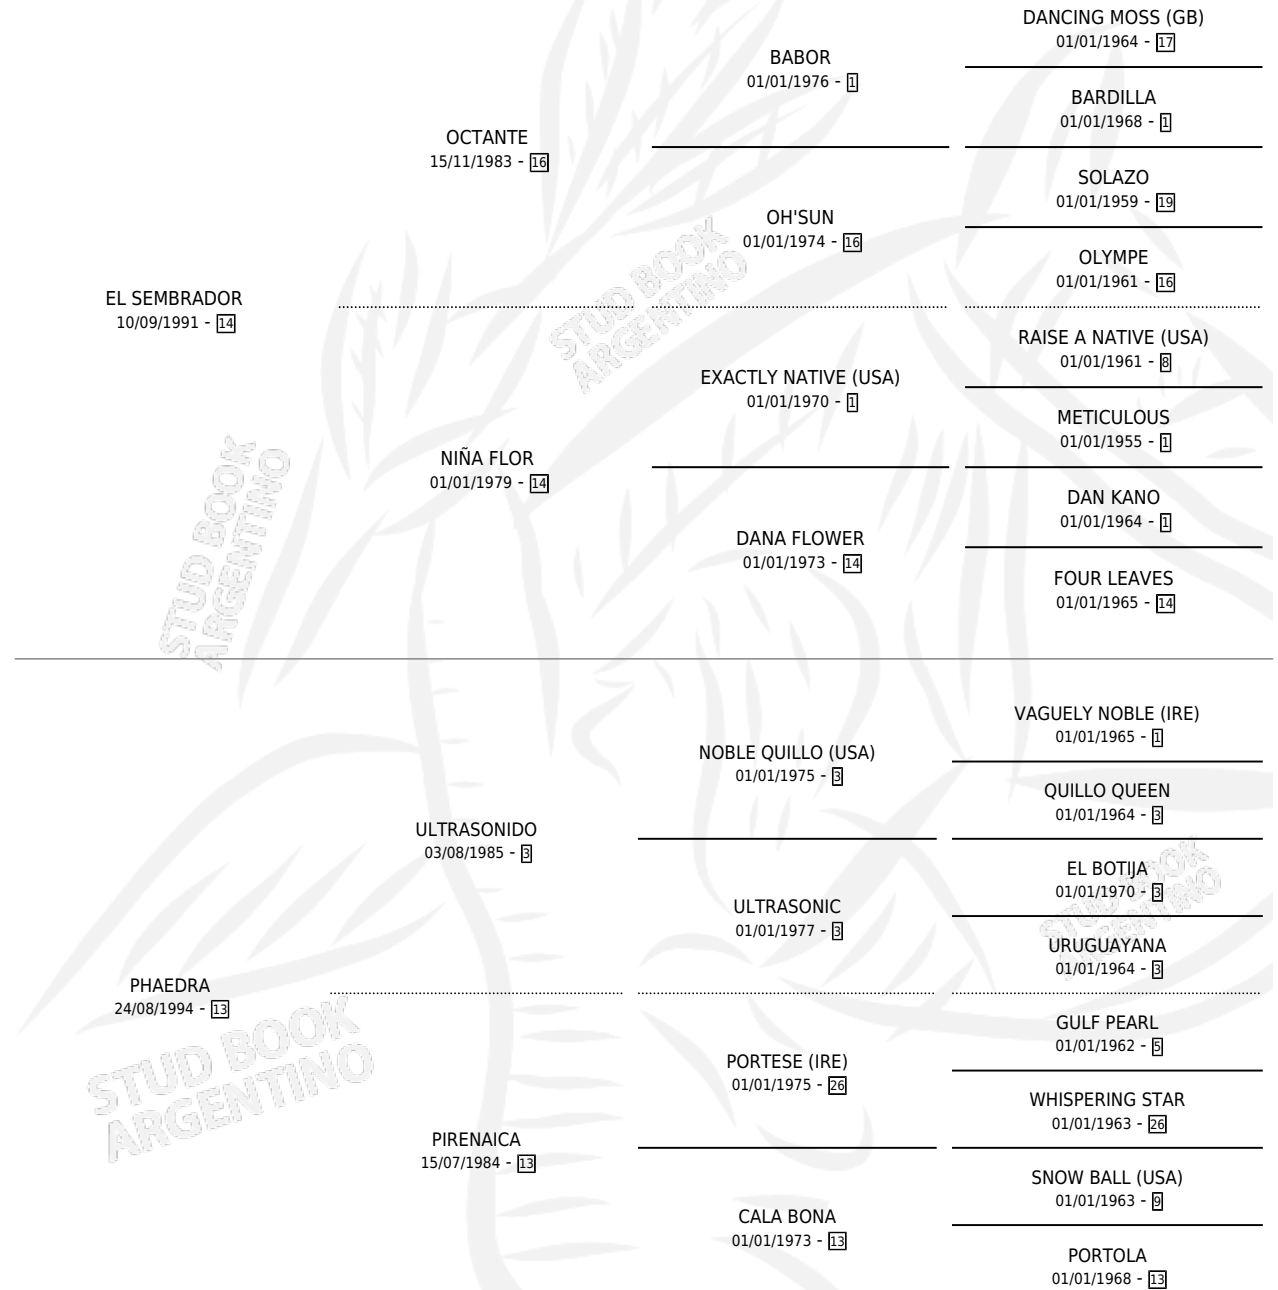 DANCING MOSS (GB)
01/01/1964 - 17
BABOR
01/01/1976 - 1
BARDILLA
01/01/1968 - 1
OCTANTE
15/11/1983 - 16
SOLAZO
01/01/1959 - 19
OH'SUN
01/01/1974 - 16
OLYMPE
01/01/1961 - 16
EL SEMBRADOR
10/09/1991 - 14
RAISE A NATIVE (USA)
01/01/1961 - 8
EXACTLY NATIVE (USA)
01/01/1970 - 1
METICULOUS
01/01/1955 - 1
NIÑA FLOR
01/01/1979 - 14
DAN KANO
01/01/1964 - 1
DANA FLOWER
01/01/1973 - 14
FOUR LEAVES
01/01/1965 - 14
VAGUELY NOBLE (IRE)
01/01/1965 - 1
NOBLE QUILLO (USA)
01/01/1975 - 3
QUILLO QUEEN
01/01/1964 - 3
ULTRASONIDO
03/08/1985 - 3
EL BOTIJA
01/01/1970 - 3
ULTRASONIC
01/01/1977 - 3
URUGUAYANA
01/01/1964 - 3
PHAEDRA
24/08/1994 - 13
GULF PEARL
01/01/1962 - 5
PORTESE (IRE)
01/01/1975 - 26
WHISPERING STAR
01/01/1963 - 26
PIRENAICA
15/07/1984 - 13
SNOW BALL (USA)
01/01/1963 - 9
CALA BONA
01/01/1973 - 13
PORTOLA
01/01/1968 - 13
STUD BOOK
ARGENTINO
STUD BOOK
ARGENTINO
STUD BOOK
ARGENTINO
STUD BOOK
ARGENTINO